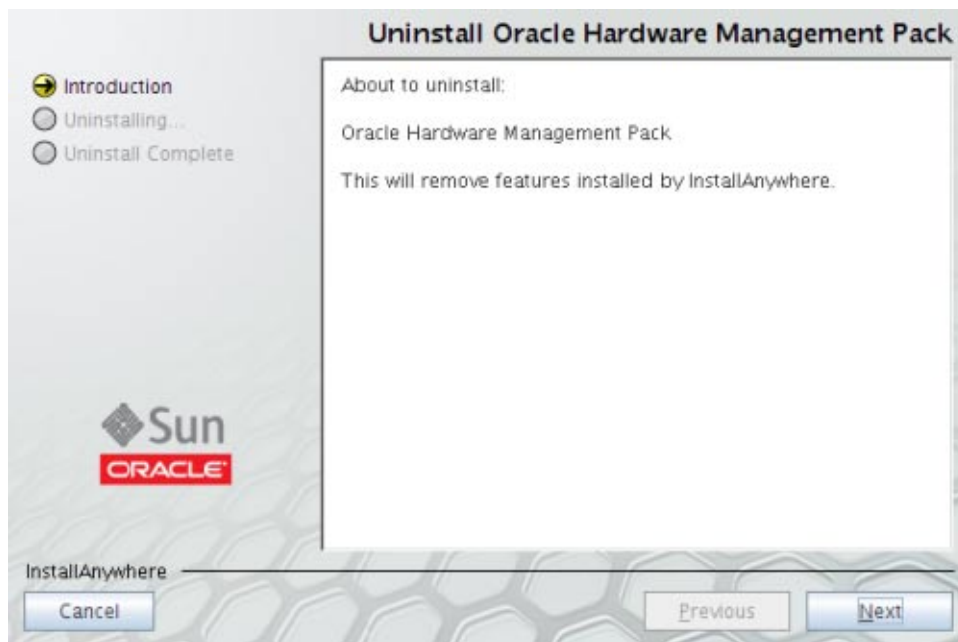 Uninstall Oracle Hardware Management Pack
Introduction
Uninstalling...
Uninstall Complete
About to uninstall:
Oracle Hardware Management Pack
This will remove features installed by InstallAnywhere.
Sun
ORACLE
InstallAnywhere
Cancel
Previous
Next